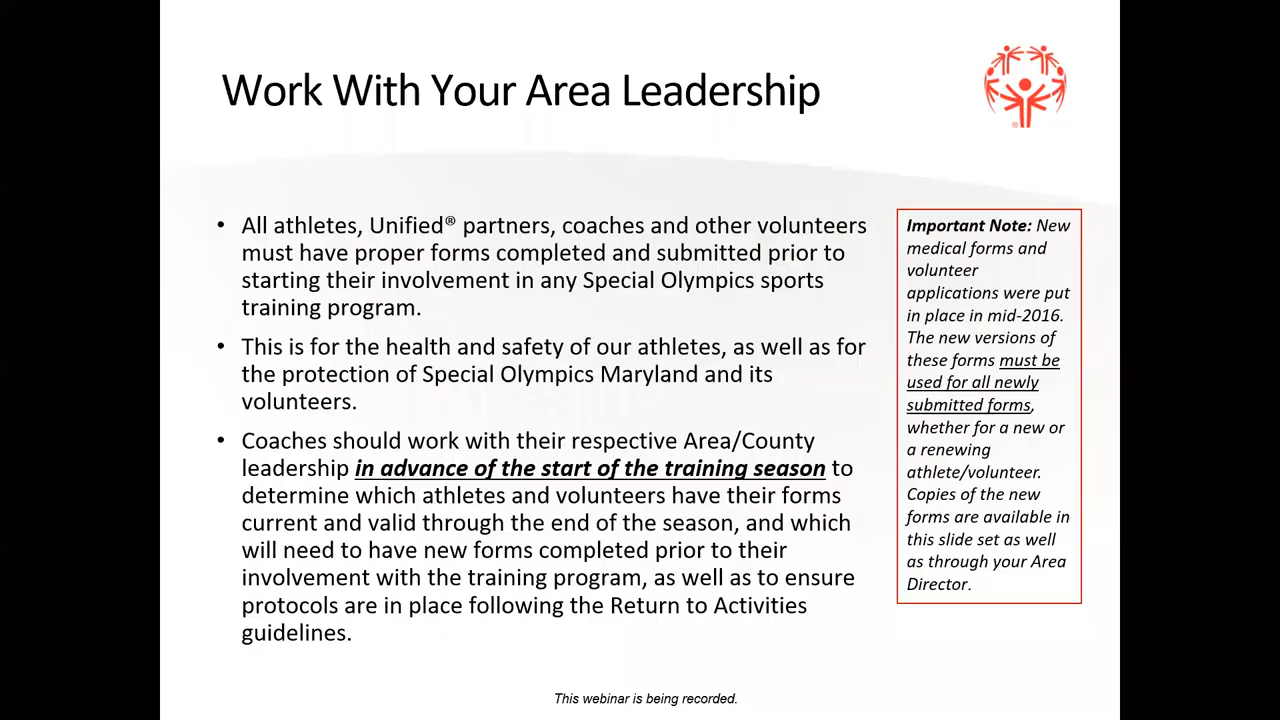 Work With Your Area Leadership
• All athletes, Unified® partners, coaches and other volunteers
must have proper forms completed and submitted prior to
starting their involvement in any Special Olympics sports
training program.
• This is for the health and safety of our athletes, as well as for
the protection of Special Olympics Maryland and its
volunteers.
• Coaches should work with their respective Area/County
leadership in advance of the start of the training season to
determine which athletes and volunteers have their forms
current and valid through the end of the season, and which
will need to have new forms completed prior to their
involvement with the training program, as well as to ensure
protocols are in place following the Return to Activities
guidelines.
Important Note: New
medical forms and
volunteer
applications were put
in place in mid-2016.
The new versions of
these forms must be
used for all newly
submitted forms,
whether for a new or
a renewing
athlete/volunteer.
Copies of the new
forms are available in
this slide set as well
as through your Area
Director.
This webinar is being recorded.